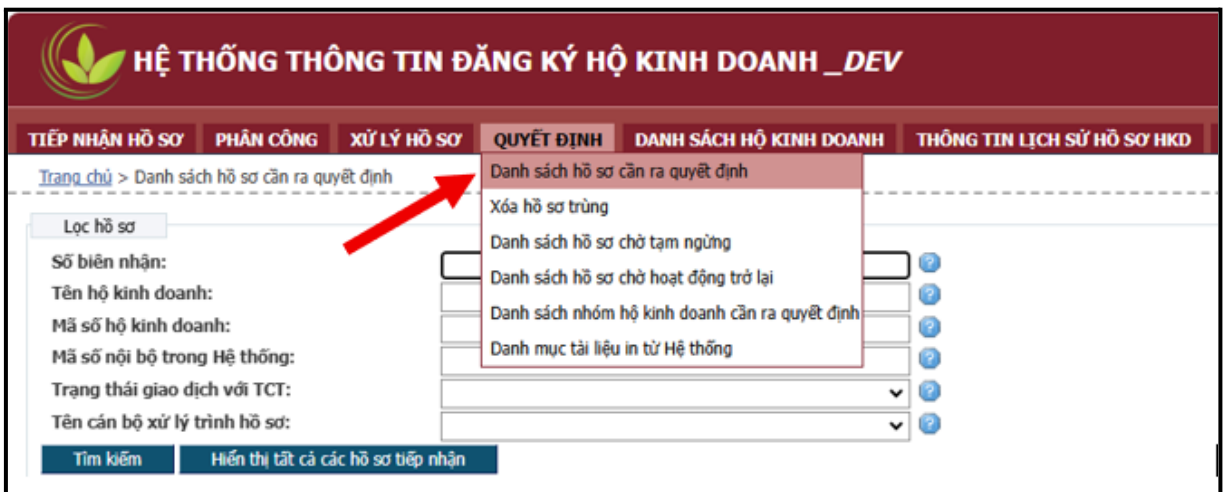 HỆ THỐNG THÔNG TIN ĐĂNG KÝ HỘ KINH DOANH _DEV
TIẾP NHẬN HỒ SƠ PHÂN CÔNG XỬ LÝ HỒ SƠ QUYẾT ĐỊNH DANH SÁCH HỘ KINH DOANH THÔNG TIN LỊCH SỬ HỒ SƠ HKD
Trang chủ > Danh sách hồ sơ cần ra quyết định
Danh sách hồ sơ cần ra quyết định
Xóa hồ sơ trùng
Danh sách hồ sơ chờ tạm ngừng
Danh sách hồ sơ chờ hoạt động trở lại
Danh sách nhóm hộ kinh doanh cần ra quyết định
Danh mục tài liệu in từ Hệ thống
Lọc hồ sơ
Số biên nhận:
Tên hộ kinh doanh:
Mã số hộ kinh doanh:
Mã số nội bộ trong Hệ thống:
Trạng thái giao dịch với TCT:
Tên cán bộ xử lý trình hồ sơ:
Tìm kiếm Hiển thị tất cả các hồ sơ tiếp nhận